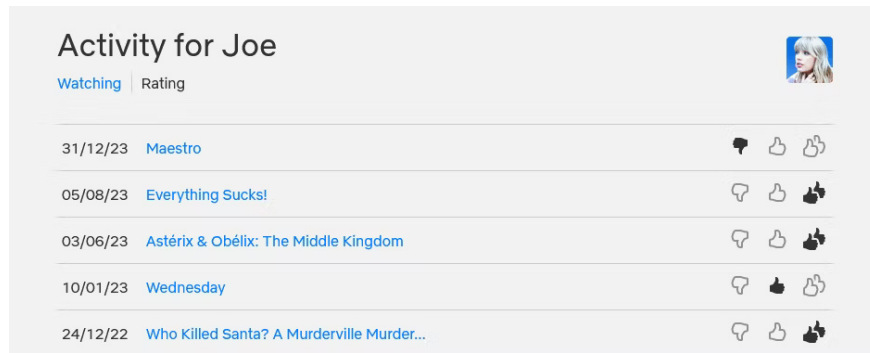 Activity for Joe
Watching Rating
31/12/23 Maestro
05/08/23 Everything Sucks!
03/06/23 Astérix & Obélix: The Middle Kingdom
10/01/23 Wednesday
24/12/22 Who Killed Santa? A Murderville Murder...